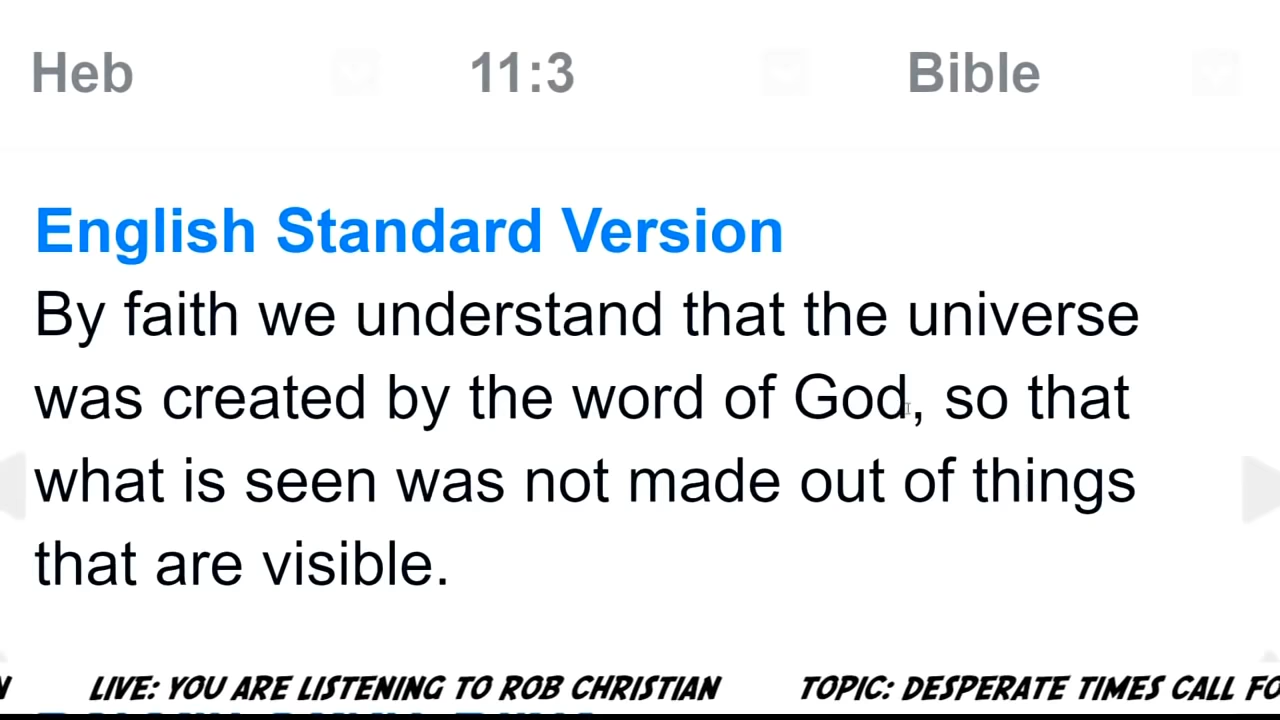 Heb 11:3 Bible
English Standard Version
By faith we understand that the universe
was created by the word of God, so that
what is seen was not made out of things
that are visible.
LIVE: YOU ARE LISTENING TO ROB CHRISTIAN TOPIC: DESPERATE TIMES CALL FO